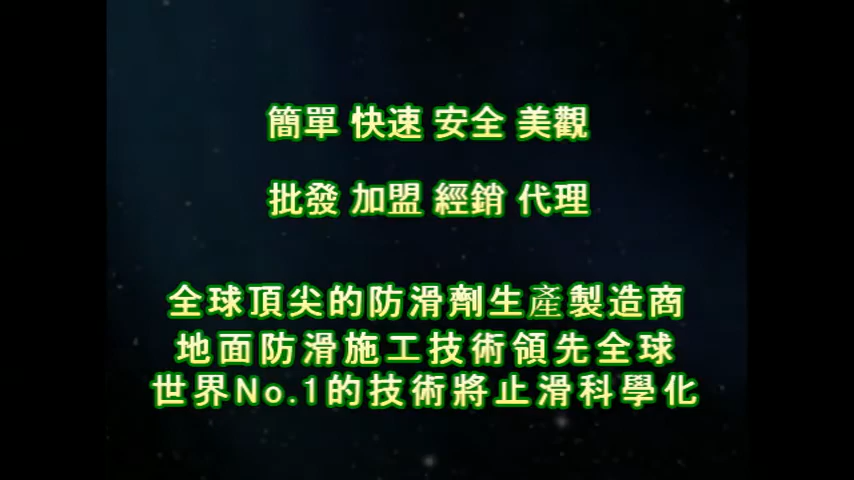 簡單 快速 安全 美觀
批發 加盟 經銷 代理
全球頂尖的防滑劑生產製造商
地面防滑施工技術領先全球
世界No.1的技術將止滑科學化